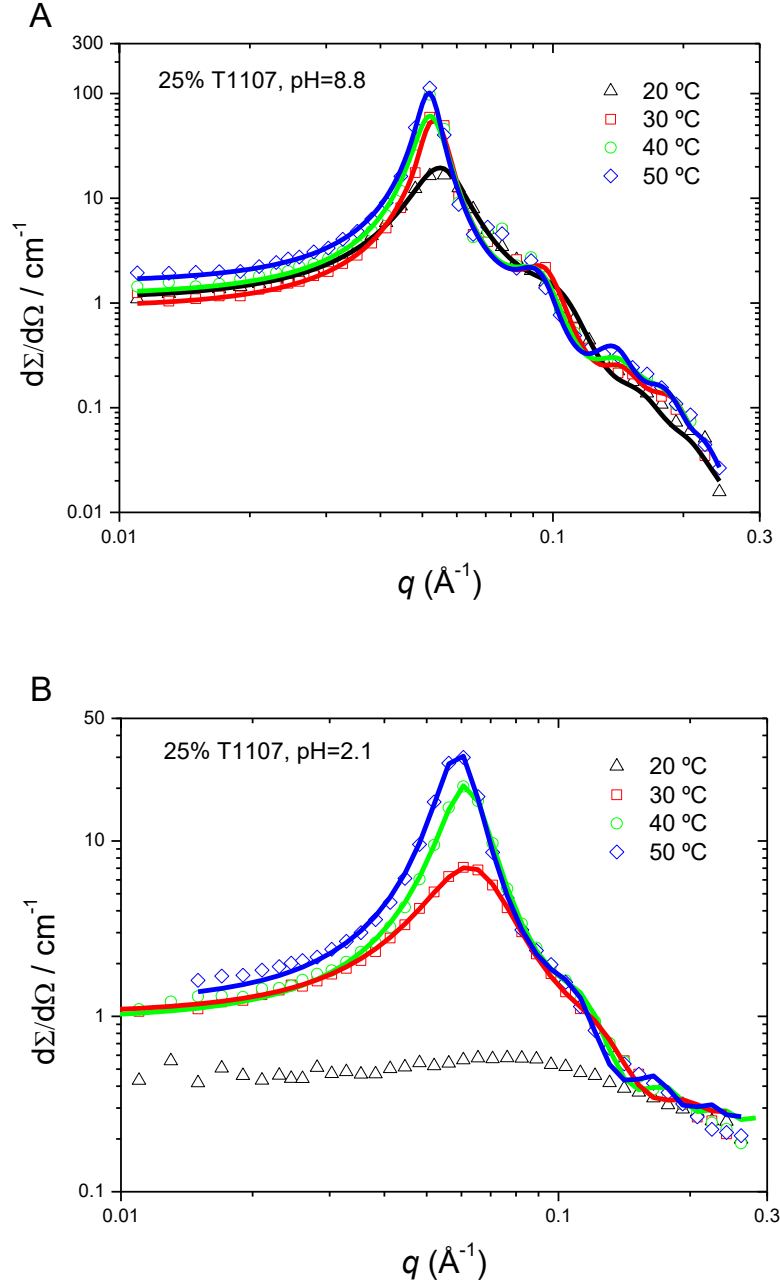 A
25% T1107, pH=8.8
20 ºC
30 ºC
40 ºC
50 ºC
300
100
10
1
0.1
0.01
dΣ/dΩ / cm⁻¹
0.01
0.1
0.3
q (Å⁻¹)
B
25% T1107, pH=2.1
20 ºC
30 ºC
40 ºC
50 ºC
50
10
1
0.1
dΣ/dΩ / cm⁻¹
0.01
0.1
0.3
q (Å⁻¹)